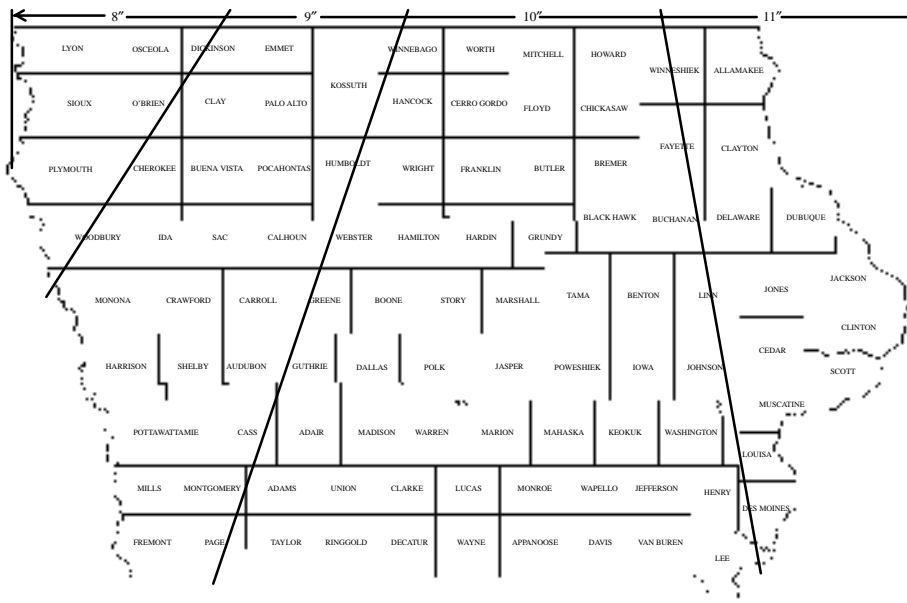 8″ 9″ 10″ 11″
LYON OSCEOLA DICKINSON EMMET WINNEBAGO WORTH MITCHELL HOWARD
WINNESHIEK ALLAMAKEE
KOSSUTH
SIOUX O'BRIEN CLAY PALO ALTO HANCOCK CERRO GORDO FLOYD CHICKASAW
FAYETTE CLAYTON
PLYMOUTH CHEROKEE BUENA VISTA POCAHONTAS HUMBOLDT WRIGHT FRANKLIN BUTLER BREMER
BLACK HAWK BUCHANAN DELAWARE DUBUQUE
WOODBURY IDA SAC CALHOUN WEBSTER HAMILTON HARDIN GRUNDY
JACKSON
MONONA CRAWFORD CARROLL GREENE BOONE STORY MARSHALL TAMA BENTON LINN JONES
CLINTON
CEDAR
HARRISON SHELBY AUDUBON GUTHRIE DALLAS POLK JASPER POWESHIEK IOWA JOHNSON SCOTT
MUSCATINE
POTTAWATTAMIE CASS ADAIR MADISON WARREN MARION MAHASKA KEOKUK WASHINGTON
LOUISA
MILLS MONTGOMERY ADAMS UNION CLARKE LUCAS MONROE WAPELLO JEFFERSON HENRY
DES MOINES
FREMONT PAGE TAYLOR RINGGOLD DECATUR WAYNE APPANOOSE DAVIS VAN BUREN
LEE